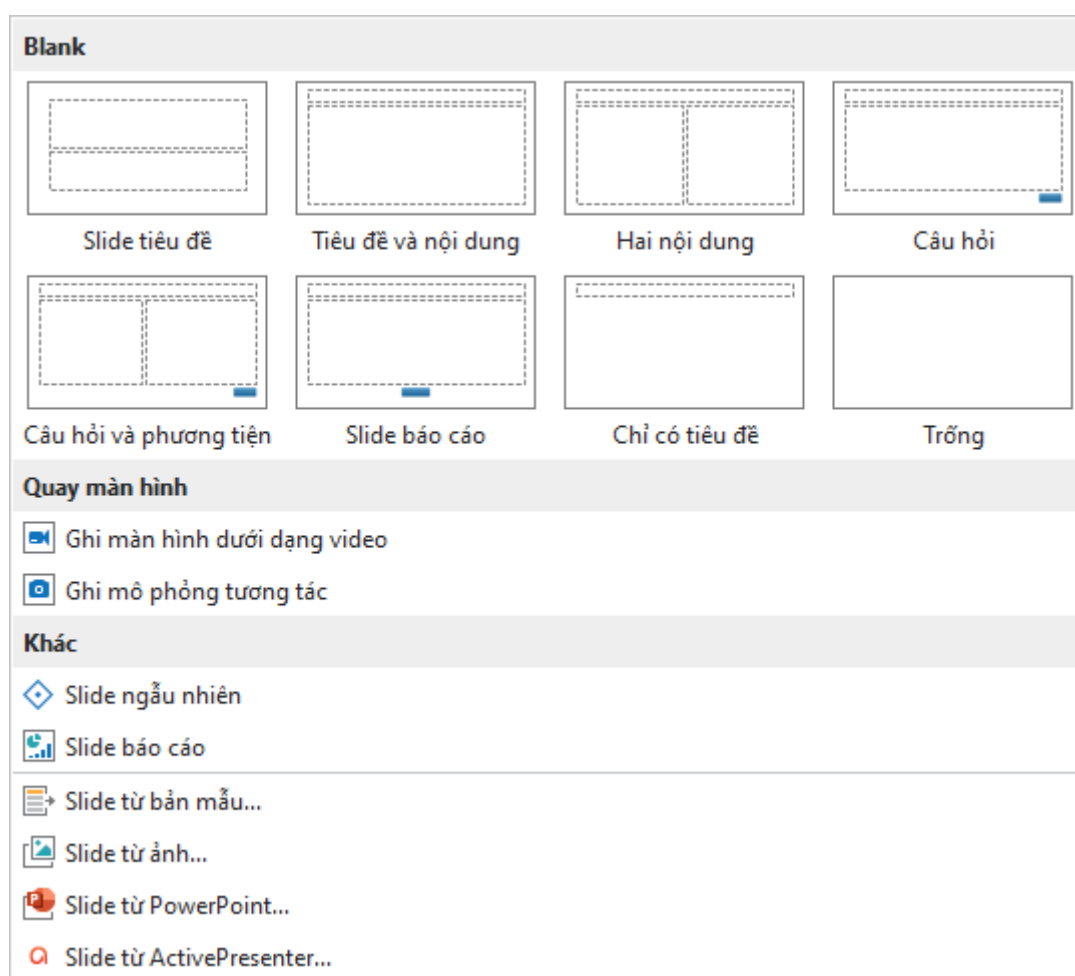 Blank
Slide tiêu đề
Tiêu đề và nội dung
Hai nội dung
Câu hỏi
Câu hỏi và phương tiện
Slide báo cáo
Chỉ có tiêu đề
Trống
Quay màn hình
Ghi màn hình dưới dạng video
Ghi mô phỏng tương tác
Khác
Slide ngẫu nhiên
Slide báo cáo
Slide từ bản mẫu...
Slide từ ảnh...
Slide từ PowerPoint...
Slide từ ActivePresenter...